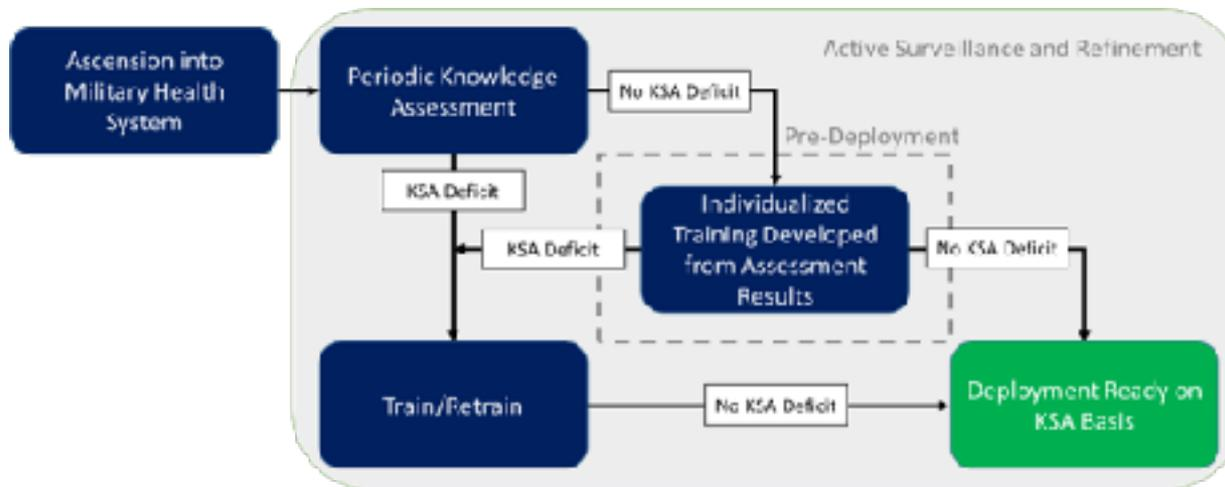 Active Surveillance and Refinement
Ascension into
Military Health
System
Periodic Knowledge
Assessment
No KSA Deficit
Pre-Deployment
KSA Deficit
Individualized
Training Developed
from Assessment
Results
KSA Deficit
No KSA Deficit
Train/Retrain
No KSA Deficit
Deployment Ready on
KSA Basis